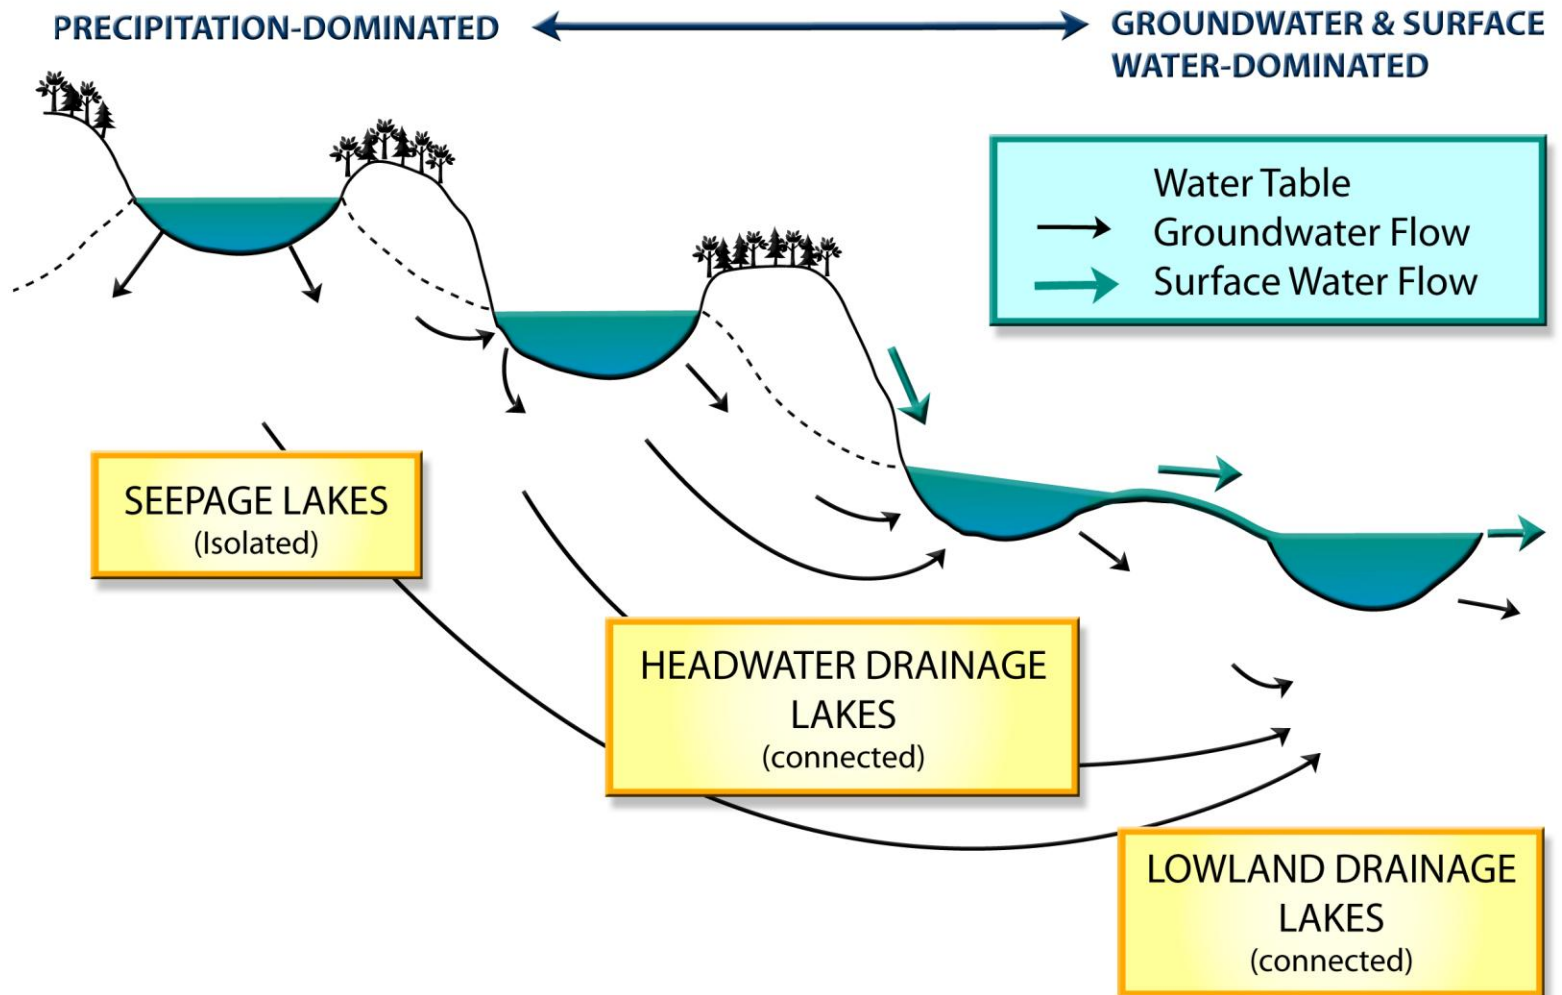 PRECIPITATION-DOMINATED
GROUNDWATER & SURFACE
WATER-DOMINATED
Water Table
Groundwater Flow
Surface Water Flow
SEEPAGE LAKES
(Isolated)
HEADWATER DRAINAGE
LAKES
(connected)
LOWLAND DRAINAGE
LAKES
(connected)